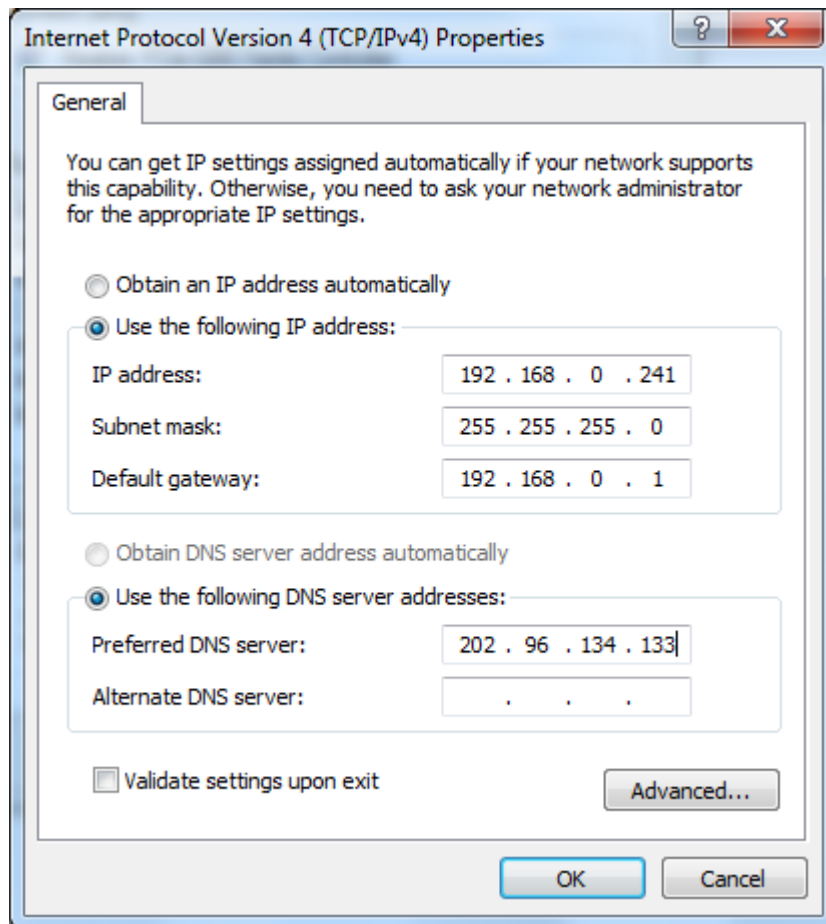 Internet Protocol Version 4 (TCP/IPv4) Properties
General
You can get IP settings assigned automatically if your network supports
this capability. Otherwise, you need to ask your network administrator
for the appropriate IP settings.
Obtain an IP address automatically
Use the following IP address:
IP address: 192 . 168 . 0 . 241
Subnet mask: 255 . 255 . 255 . 0
Default gateway: 192 . 168 . 0 . 1
Obtain DNS server address automatically
Use the following DNS server addresses:
Preferred DNS server: 202 . 96 . 134 . 133
Alternate DNS server: . . .
Validate settings upon exit
Advanced...
OK Cancel